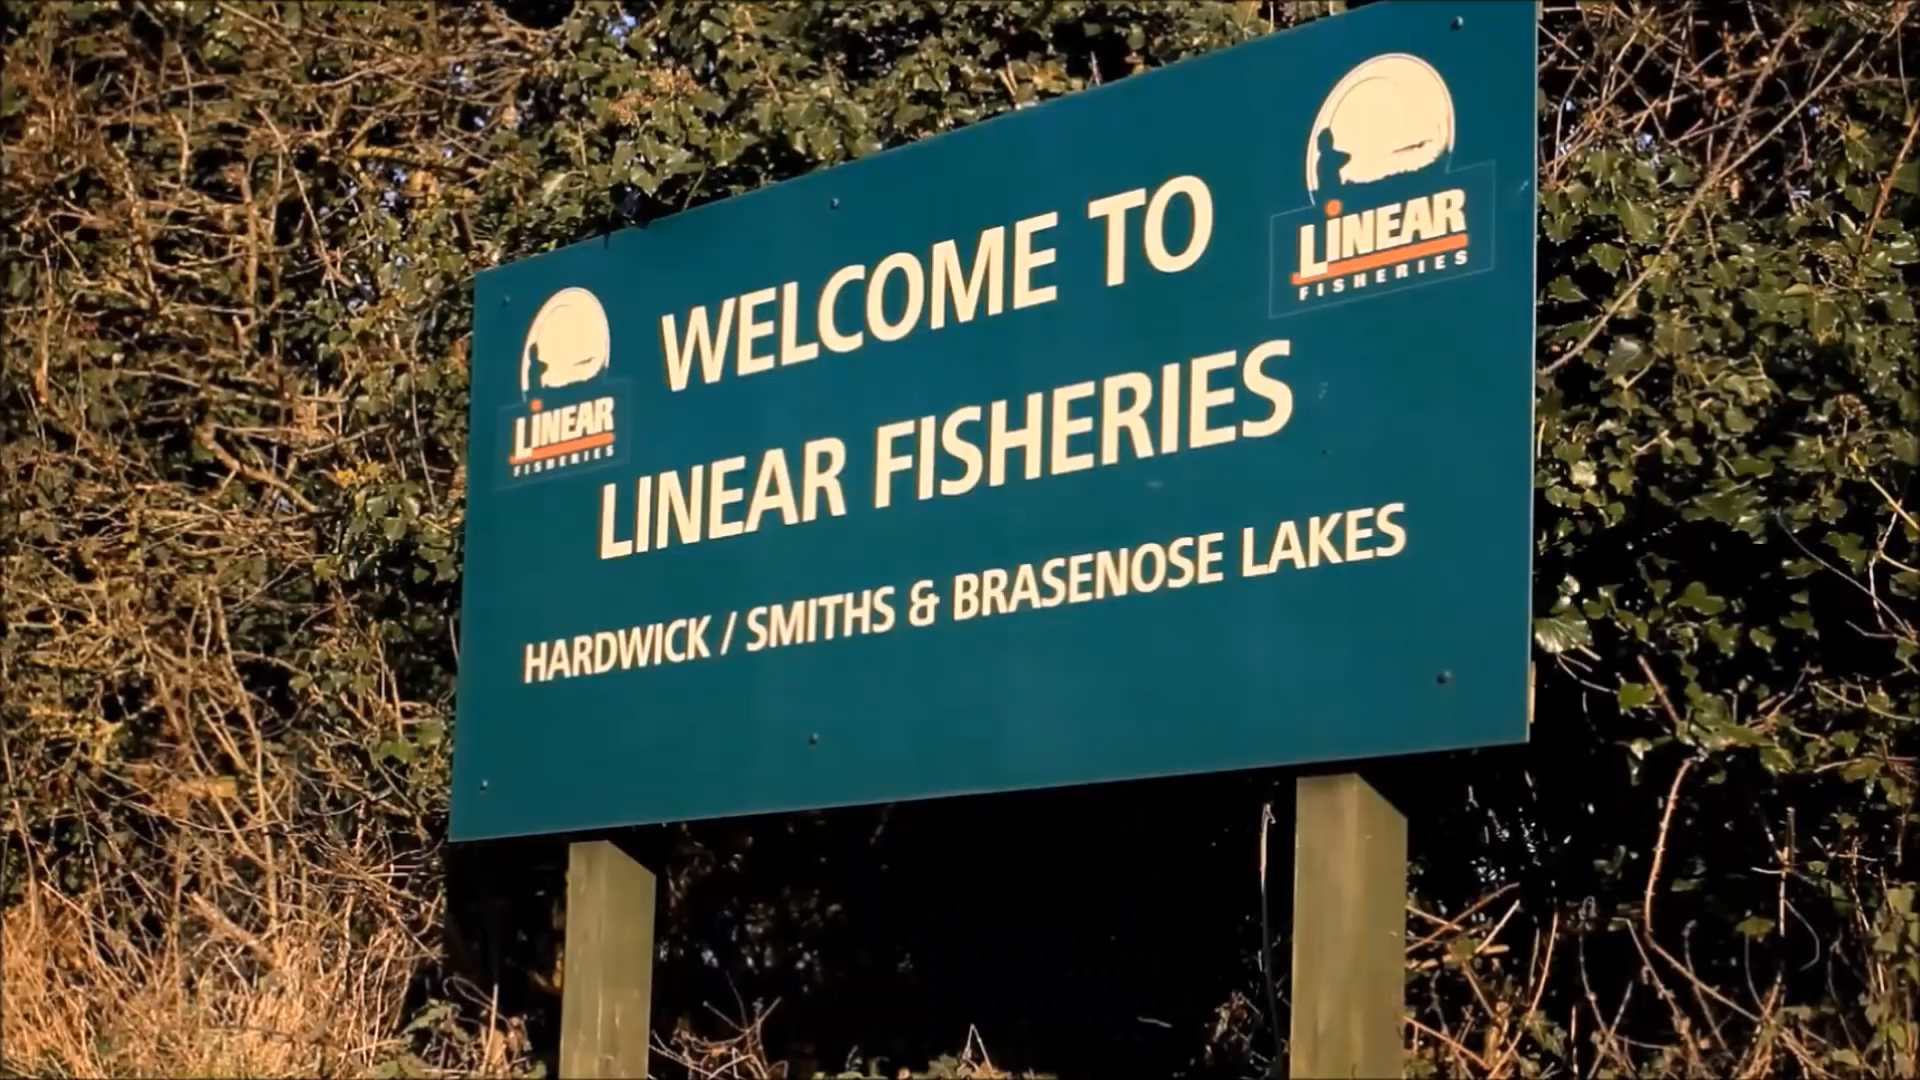 WELCOME TO
LINEAR FISHERIES
HARDWICK / SMITHS & BRASENOSE LAKES
LINEAR
FISHERIES
LINEAR
FISHERIES